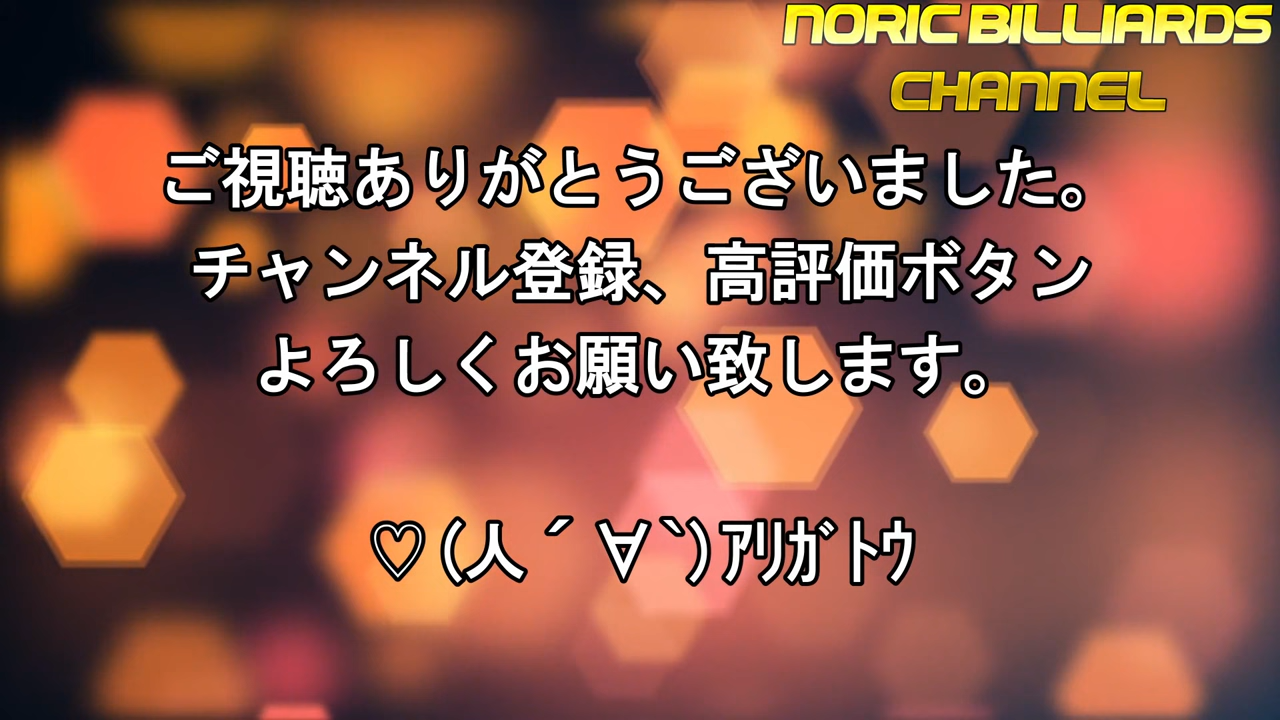 NORIC BILLIARDS
CHANNEL
ご視聴ありがとうございました。
チャンネル登録、高評価ボタン
よろしくお願い致します。
♡(人´∀`)ｱﾘｶﾞﾄｳ